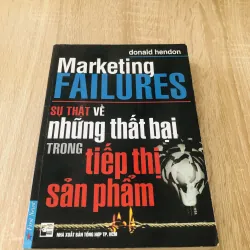 donald hendon
Marketing
FAILURES
SỰ THẬT VỀ
những thất bại
TRONG
tiếp thị
sản phẩm
NHÀ XUẤT BẢN TỔNG HỢP TP. HCM